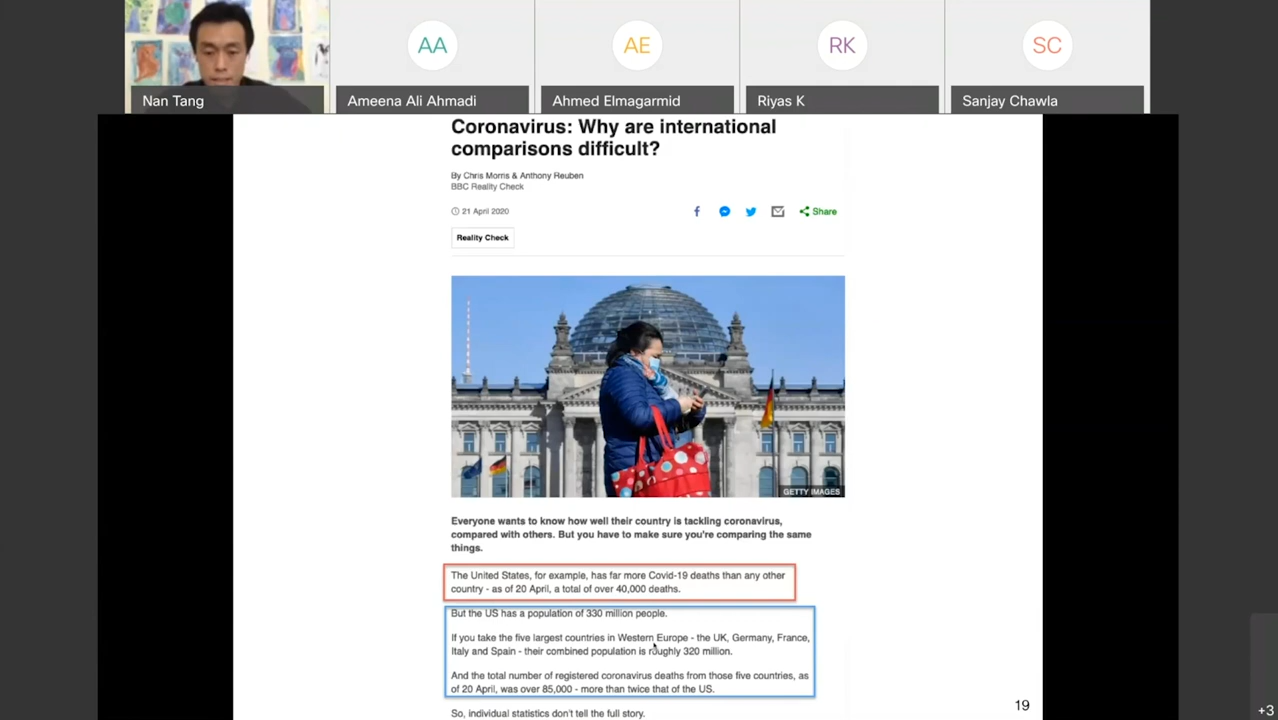 AA
AE
RK
SC
Nan Tang
Ameena Ali Ahmadi
Ahmed Elmagarmid
Riyas K
Sanjay Chawla
Coronavirus: Why are international
comparisons difficult?
By Chris Morris & Anthony Reuben
BBC Reality Check
21 April 2020
Share
Reality Check
GETTY IMAGES
Everyone wants to know how well their country is tackling coronavirus,
compared with others. But you have to make sure you're comparing the same
things.
The United States, for example, has far more Covid-19 deaths than any other
country - as of 20 April, a total of over 40,000 deaths.
But the US has a population of 330 million people.
If you take the five largest countries in Western Europe - the UK, Germany, France,
Italy and Spain - their combined population is roughly 320 million.
And the total number of registered coronavirus deaths from those five countries, as
of 20 April, was over 85,000 - more than twice that of the US.
So, individual statistics don't tell the full story.
19
+3